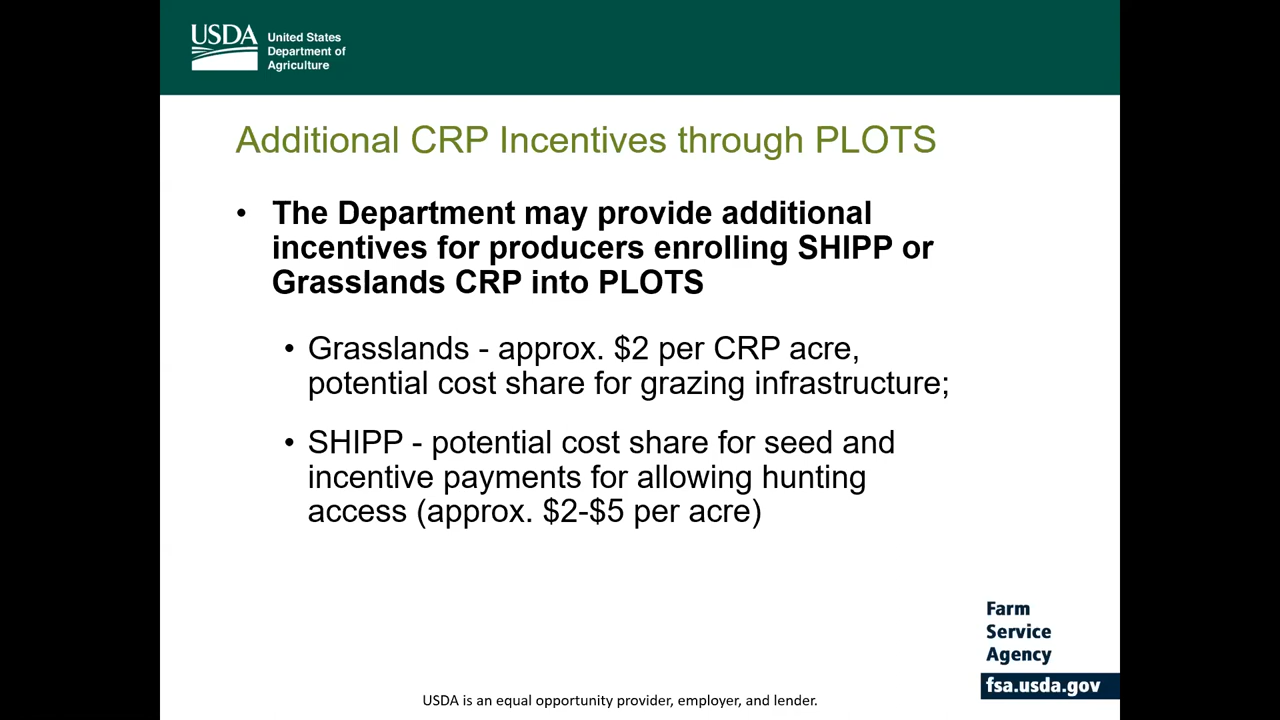 USDA
United States
Department of
Agriculture
Additional CRP Incentives through PLOTS
• The Department may provide additional
incentives for producers enrolling SHIPP or
Grasslands CRP into PLOTS
• Grasslands - approx. $2 per CRP acre,
potential cost share for grazing infrastructure;
• SHIPP - potential cost share for seed and
incentive payments for allowing hunting
access (approx. $2-$5 per acre)
Farm
Service
Agency
fsa.usda.gov
USDA is an equal opportunity provider, employer, and lender.